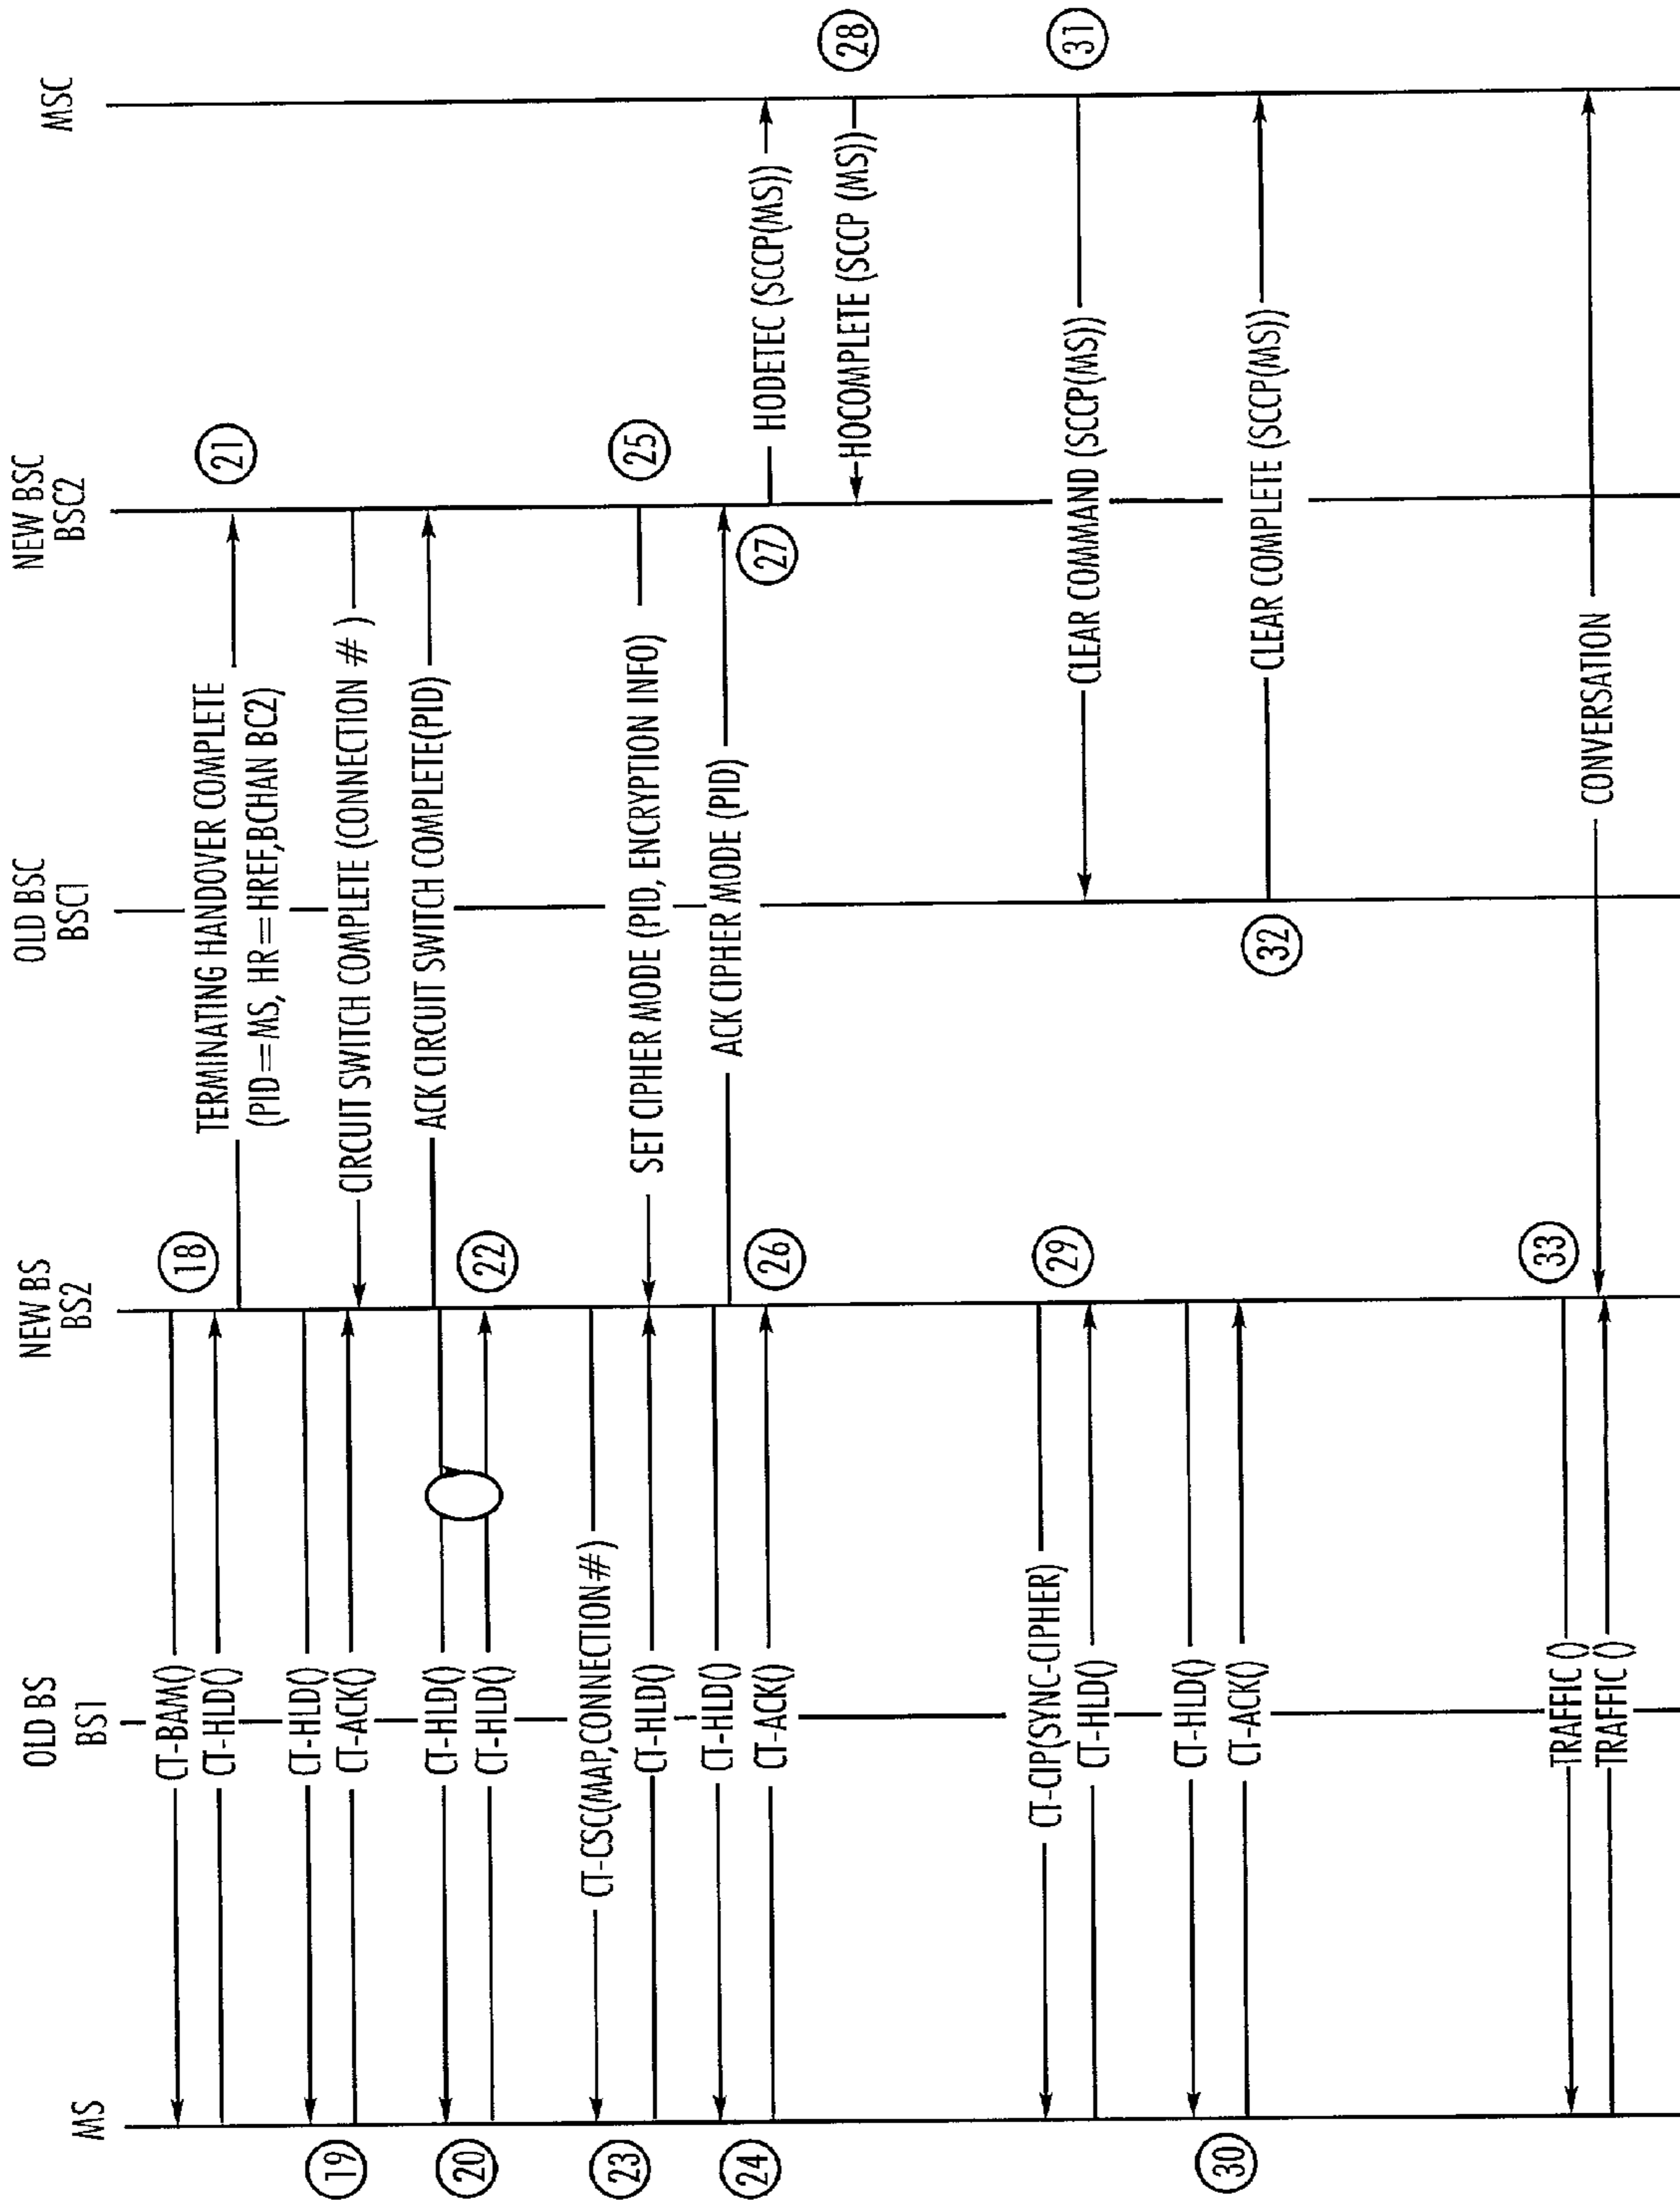 MS
OLD BS
BS1
NEW BS
BS2
OLD BSC
BSC1
NEW BSC
BSC2
MSC
CT-BAM()
18
CT-HLD()
TERMINATING HANDOVER COMPLETE
(PID=MS, HR=HREF,BCHAN BC2)
21
CT-HLD()
19
CT-ACK()
CIRCUIT SWITCH COMPLETE (CONNECTION #)
CT-HLD()
ACK CIRCUIT SWITCH COMPLETE(PID)
20
CT-HLD()
22
CT-CSC(MAP,CONNECTION#)
23
CT-HLD()
SET CIPHER MODE (PID, ENCRYPTION INFO)
25
CT-HLD()
24
CT-ACK()
ACK CIPHER MODE (PID)
26
27
HODETEC (SCCP(MS))
HOCOMPLETE (SCCP (MS))
28
CT-CIP(SYNC-CIPHER)
29
CT-HLD()
CLEAR COMMAND (SCCP(MS))
31
CT-HLD()
30
CT-ACK()
CLEAR COMPLETE (SCCP(MS))
32
33
TRAFFIC ()
TRAFFIC ()
CONVERSATION